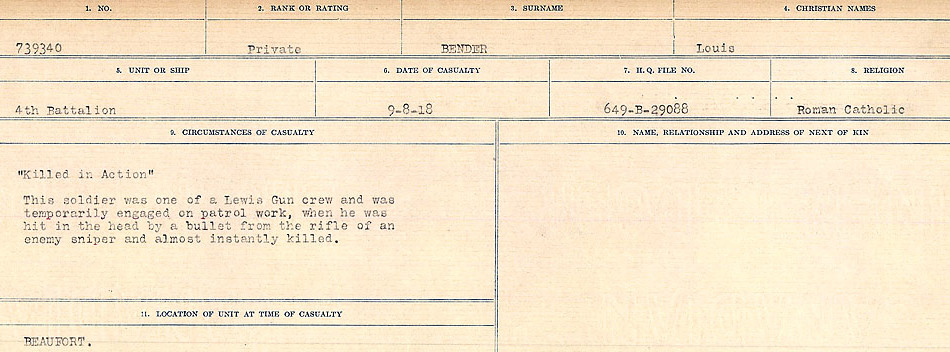 1. NO. 2. RANK OR RATING 3. SURNAME 4. CHRISTIAN NAMES
739340 Private BENDER Louis
5. UNIT OR SHIP 6. DATE OF CASUALTY 7. H.Q. FILE NO. 8. RELIGION
4th Battalion 9-8-18 649-B-29088 Roman Catholic
9. CIRCUMSTANCES OF CASUALTY
"Killed in Action"
This soldier was one of a Lewis Gun crew and was
temporarily engaged on patrol work, when he was
hit in the head by a bullet from the rifle of an
enemy sniper and almost instantly killed.
10. NAME, RELATIONSHIP AND ADDRESS OF NEXT OF KIN
11. LOCATION OF UNIT AT TIME OF CASUALTY
BEAUFORT.